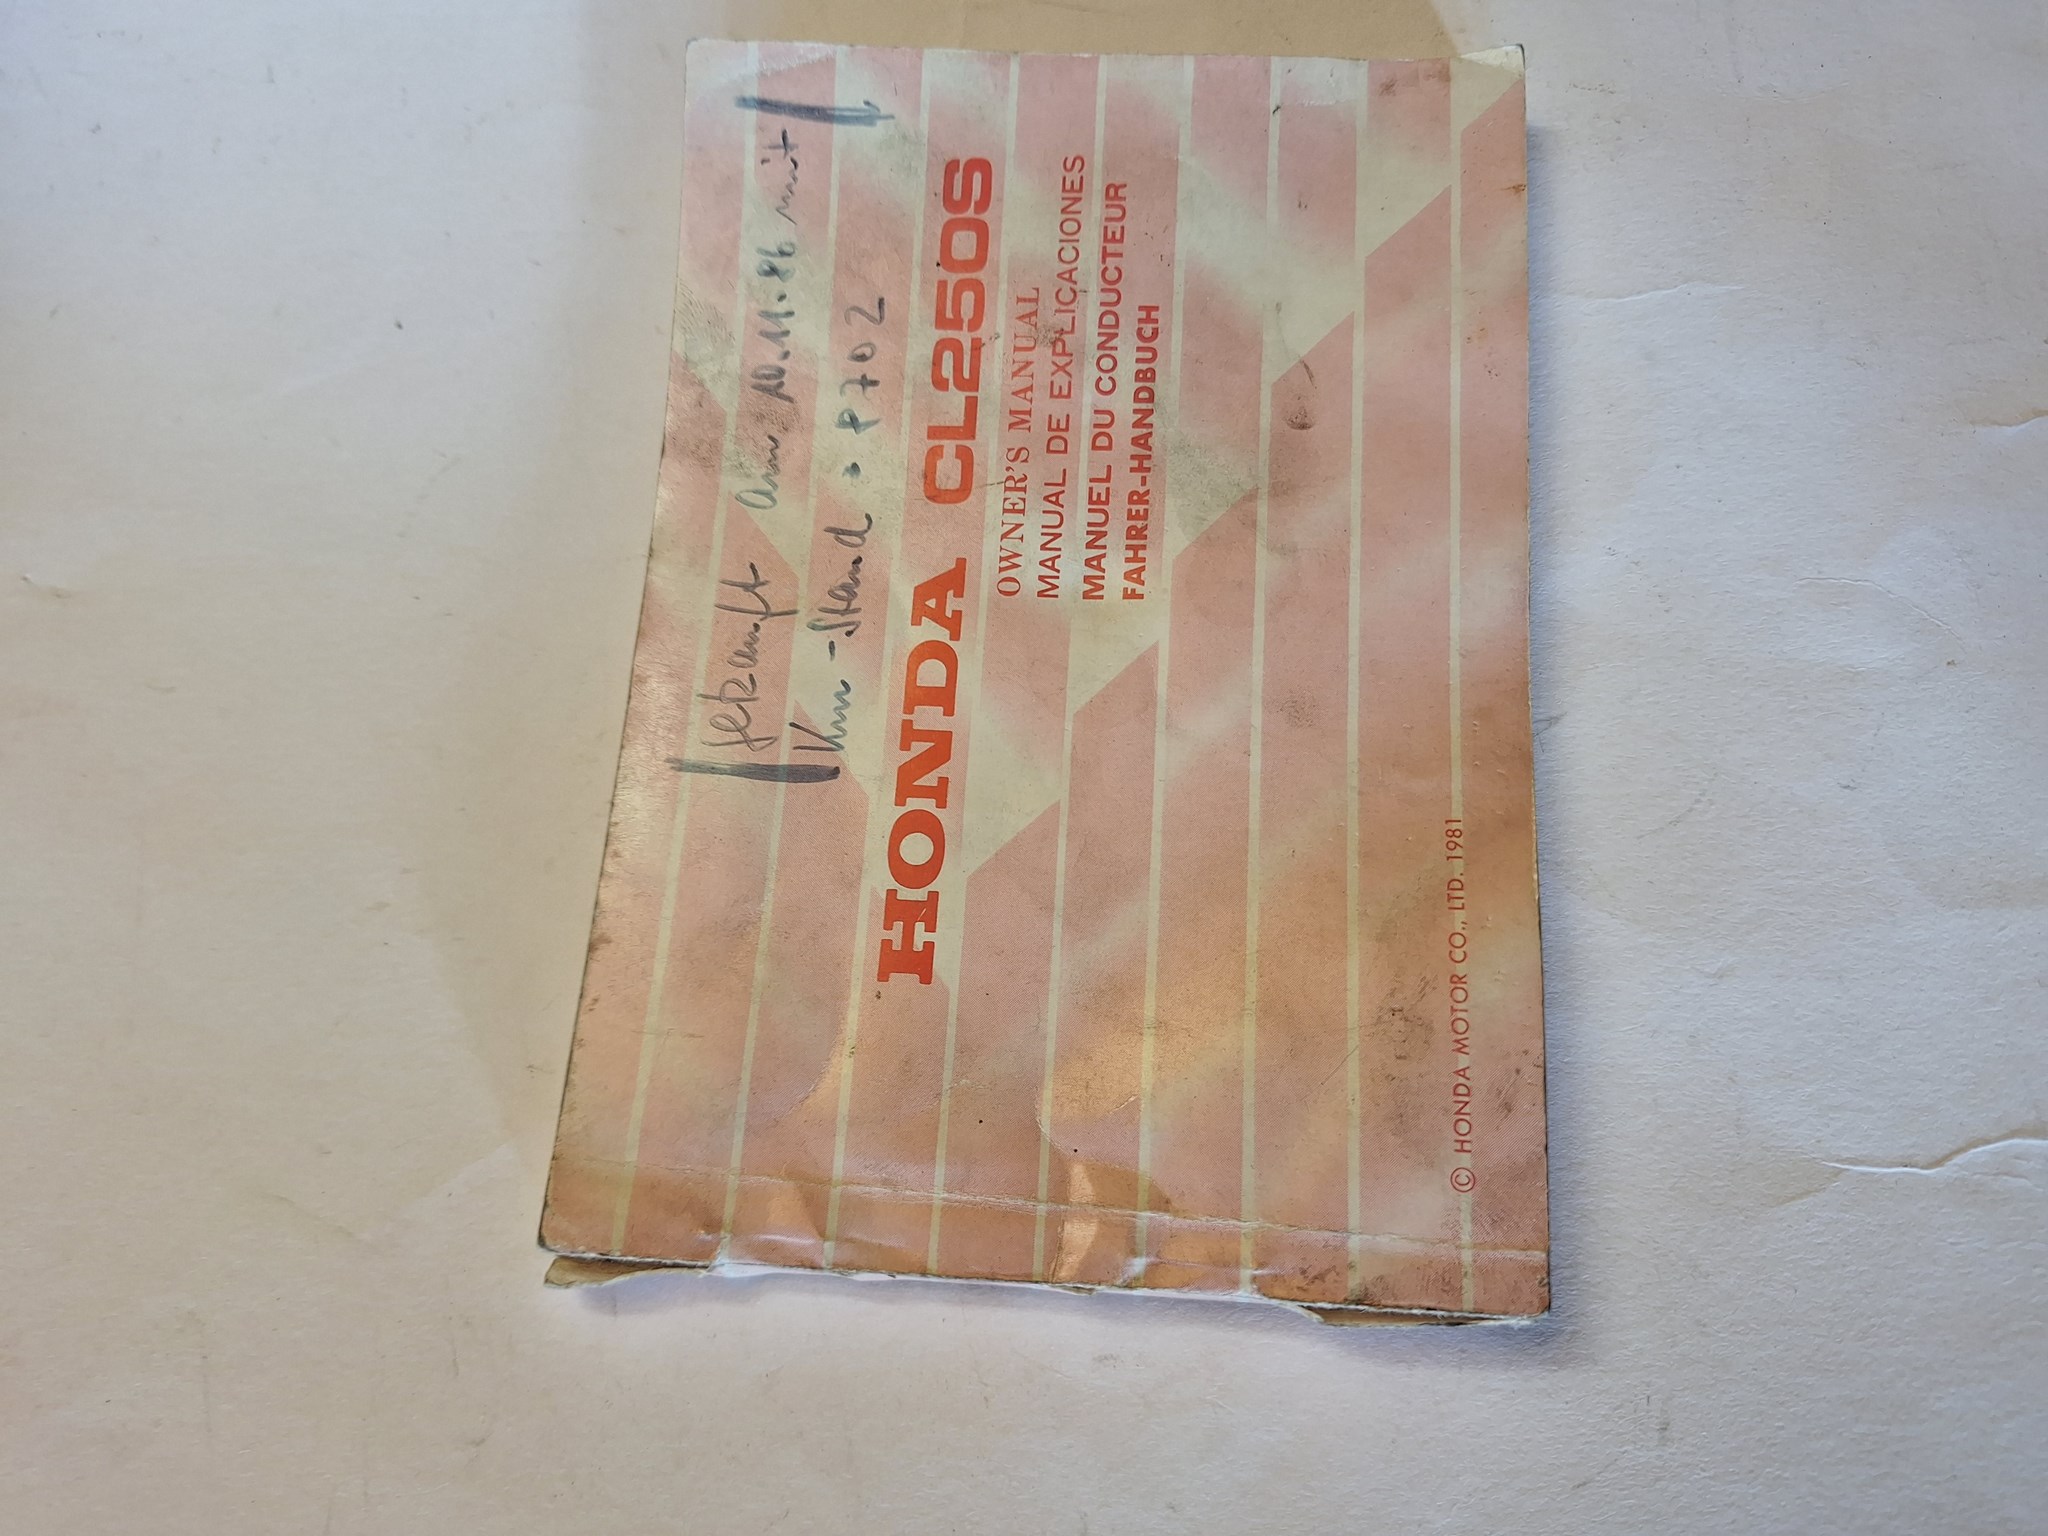 gekauft am 10.11.86 mit
Km-Stand: 8702
HONDA CL250S
OWNER'S MANUAL
MANUAL DE EXPLICACIONES
MANUEL DU CONDUCTEUR
FAHRER-HANDBUCH
© HONDA MOTOR CO., LTD. 1981